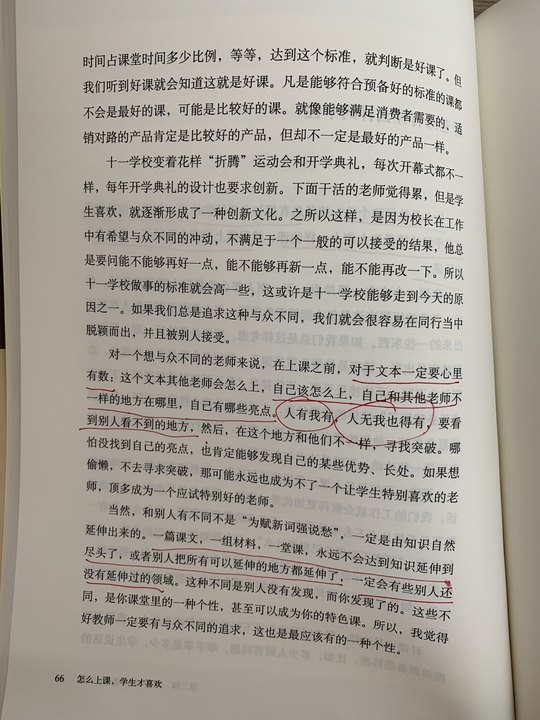 时间占课堂时间多少比例，等等，达到这个标准，就判断是好课了。但
我们听到好课就会知道这就是好课。凡是能够符合预备好的标准的课都
不会是最好的课，可能是比较好的课。就像能够满足消费者需要的、适
销对路的产品肯定是比较好的产品，但却不一定是最好的产品一样。
十一学校变着花样“折腾”运动会和开学典礼，每次开幕式都不一
样，每年开学典礼的设计也要求创新。下面干活的老师觉得累，但是学
生喜欢，就逐渐形成了一种创新文化。之所以这样，是因为校长在工作
中有希望与众不同的冲动，不满足于一个一般的可以接受的结果，他总
是要问能不能够再好一点，能不能够再新一点，能不能再改一下。所以
十一学校做事的标准就会高一些，这或许是十一学校能够走到今天的原
因之一。如果我们总是追求这种与众不同，我们就会很容易在同行当中
脱颖而出，并且被别人接受。
对一个想与众不同的老师来说，在上课之前，对于文本一定要心里
有数：这个文本其他老师会怎么上，自己该怎么上，自己和其他老师不
一样的地方在哪里，自己有哪些亮点。人有我有，人无我也得有，要看
到别人看不到的地方，然后，在这个地方和他们不一样，寻找突破。哪
怕没找到自己的亮点，也肯定能够发现自己的某些优势、长处。如果想
偷懒，不去寻求突破，那可能永远也成为不了一个让学生特别喜欢的老
师，顶多成为一个应试特别好的老师。
当然，和别人有不同不是“为赋新词强说愁”，一定是由知识自然
延伸出来的。一篇课文，一组材料，一堂课，永远不会达到知识延伸到
尽头了，或者别人把所有可以延伸的地方都延伸了，一定会有些别人还
没有延伸过的领域。这种不同是别人没有发现，而你发现了的。这些不
同，是你课堂里的一种个性，甚至可以成为你的特色课。所以，我觉得
好教师一定要有与众不同的追求，这也是最应该有的一种个性。
66 怎么上课，学生才喜欢